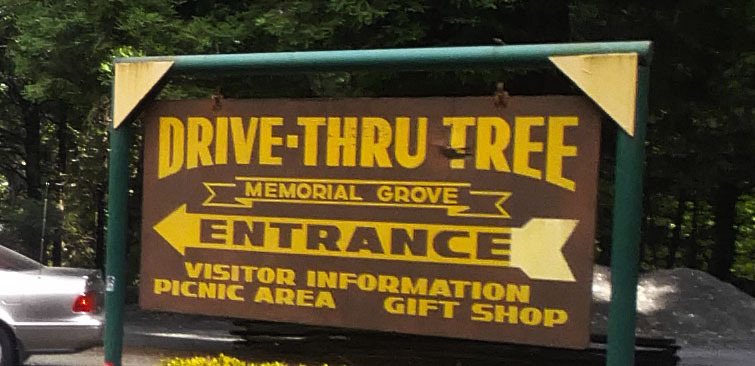 DRIVE-THRU TREE
MEMORIAL GROVE
ENTRANCE
VISITOR INFORMATION
PICNIC AREA GIFT SHOP